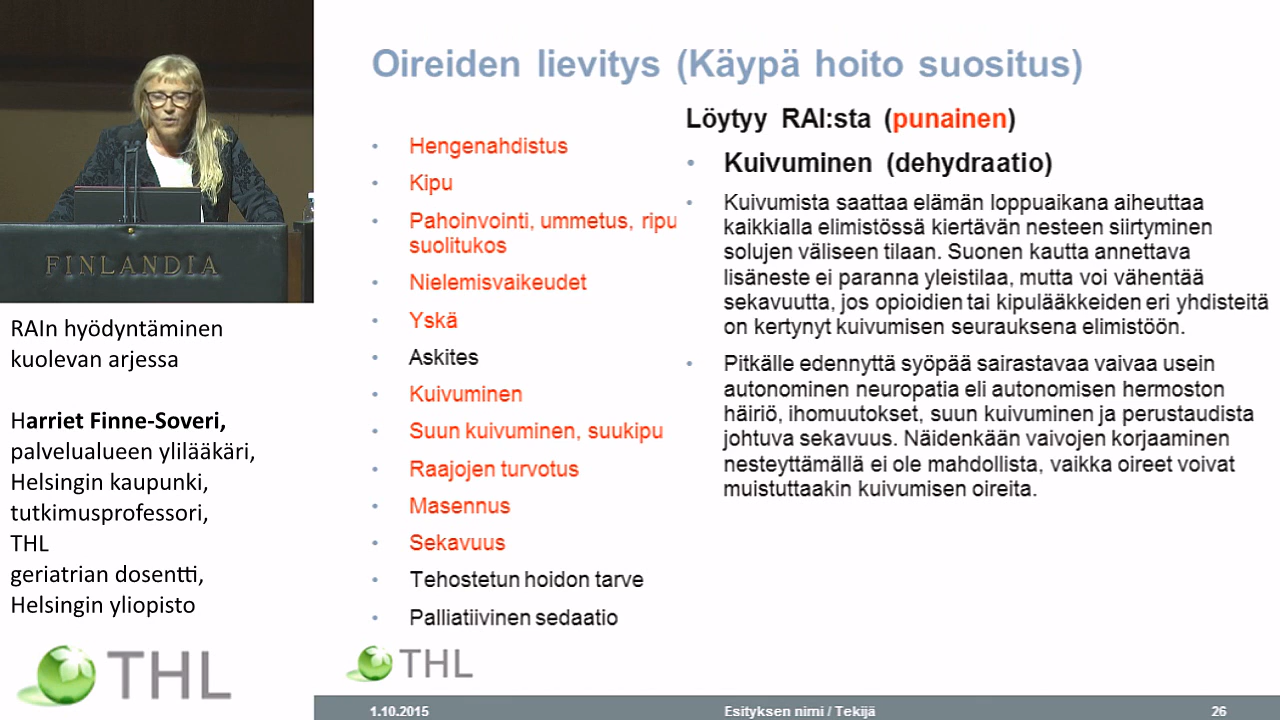 FINLANDIA
RAIn hyödyntäminen
kuolevan arjessa
Harriet Finne-Soveri,
palvelualueen ylilääkäri,
Helsingin kaupunki,
tutkimusprofessori,
THL
geriatrian dosentti,
Helsingin yliopisto
THL
Oireiden lievitys (Käypä hoito suositus)
Hengenahdistus
Kipu
Pahoinvointi, ummetus, ripu
suolitukos
Nielemisvaikeudet
Yskä
Askites
Kuivuminen
Suun kuivuminen, suukipu
Raajojen turvotus
Masennus
Sekavuus
Tehostetun hoidon tarve
Palliatiivinen sedaatio
Löytyy RAI:sta (punainen)
Kuivuminen (dehydraatio)
Kuivumista saattaa elämän loppuaikana aiheuttaa
kaikkialla elimistössä kiertävän nesteen siirtyminen
solujen väliseen tilaan. Suonen kautta annettava
lisäneste ei paranna yleistilaa, mutta voi vähentää
sekavuutta, jos opioidien tai kipulääkkeiden eri yhdisteitä
on kertynyt kuivumisen seurauksena elimistöön.
Pitkälle edennyttä syöpää sairastavaa vaivaa usein
autonominen neuropatia eli autonomisen hermoston
häiriö, ihomuutokset, suun kuivuminen ja perustaudista
johtuva sekavuus. Näidenkään vaivojen korjaaminen
nesteyttämällä ei ole mahdollista, vaikka oireet voivat
muistuttaakin kuivumisen oireita.
THL
1.10.2015
Esityksen nimi / Tekijä
26